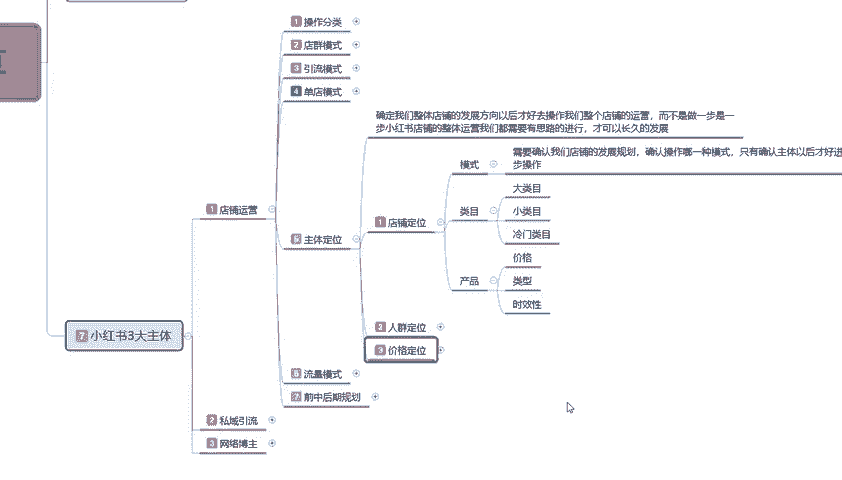 1 操作分类
2 店群模式
3 引流模式
4 单店模式
确定我们整体店铺的发展方向以后才好去操作我们整个店铺的运营，而不是做一步是一
步小红书店铺的整体运营我们都需要有思路的进行，才可以长久的发展
需要确认我们店铺的发展规划，确认操作哪一种模式，只有确认主体以后才好进
步操作
模式
大类目
1 店铺运营
类目
小类目
1 店铺定位
冷门类目
5 主体定位
价格
产品
类型
时效性
2 人群定位
7 小红书3大主体
3 价格定位
6 流量模式
7 前中后期规划
2 私域引流
3 网络博主